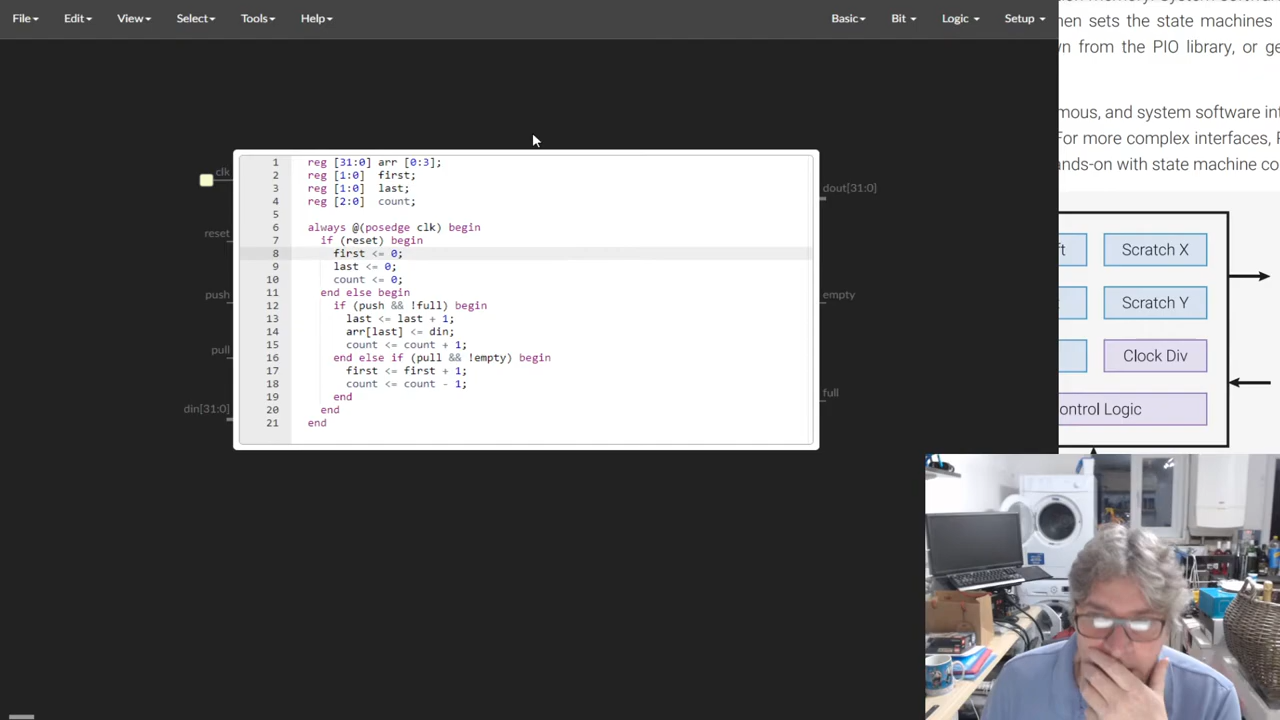 File
Edit
View
Select
Tools
Help
Basic
Bit
Logic
Setup
hen sets the state machines
n from the PIO library, or ge
mous, and system software int
For more complex interfaces, P
ands-on with state machine co
clk
reset
push
pull
din[31:0]
1 reg [31:0] arr [0:3];
2 reg [1:0] first;
3 reg [1:0] last;
4 reg [2:0] count;
5
6 always @(posedge clk) begin
7 if (reset) begin
8 first <= 0;
9 last <= 0;
10 count <= 0;
11 end else begin
12 if (push && !full) begin
13 last <= last + 1;
14 arr[last] <= din;
15 count <= count + 1;
16 end else if (pull && !empty) begin
17 first <= first + 1;
18 count <= count - 1;
19 end
20 end
21 end
dout[31:0]
empty
full
ft
Scratch X
Scratch Y
Clock Div
ontrol Logic